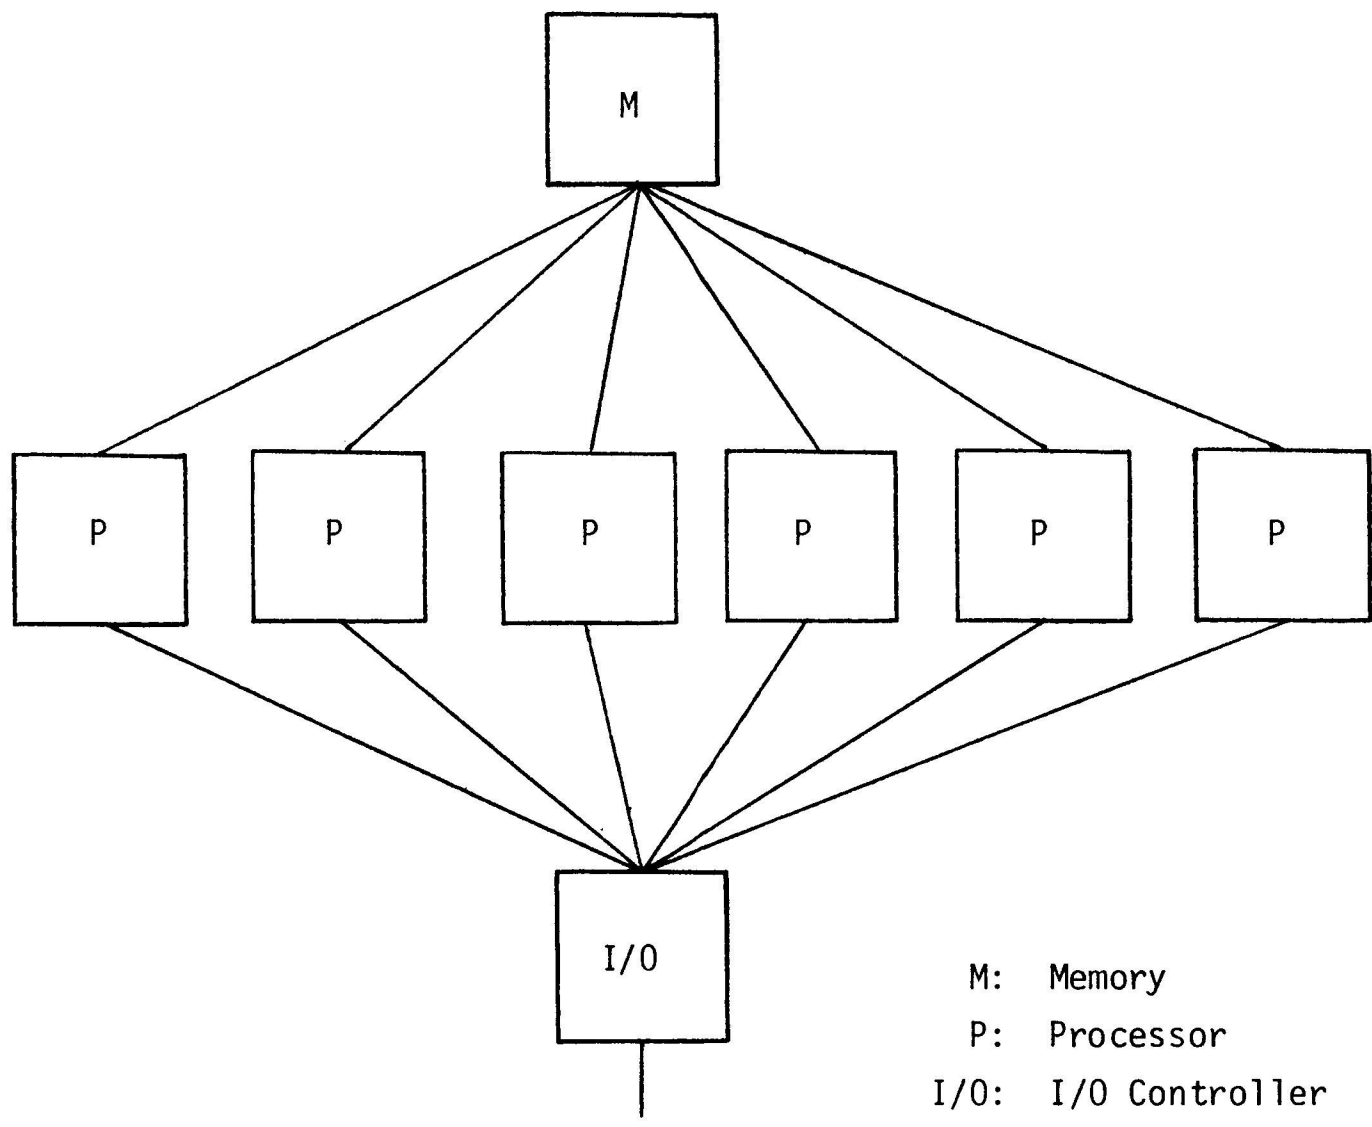 M
P P P P P P
I/O
M: Memory
P: Processor
I/O: I/O Controller